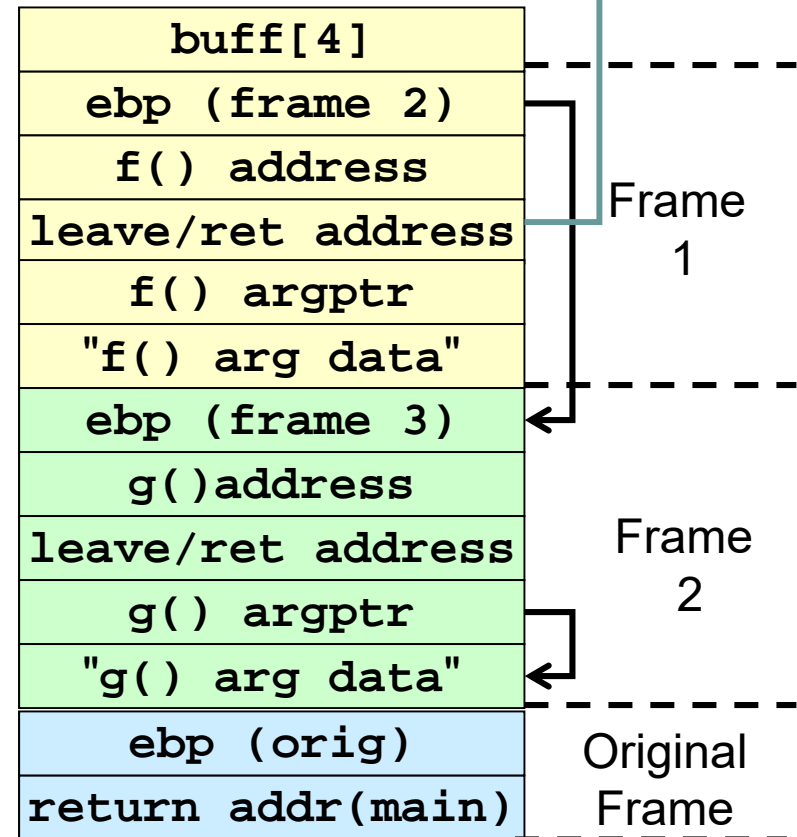 buff[4]
ebp (frame 2)
f() address
leave/ret address
f() argptr
"f() arg data"
Frame
1
ebp (frame 3)
g()address
leave/ret address
g() argptr
"g() arg data"
Frame
2
ebp (orig)
return addr(main)
Original
Frame